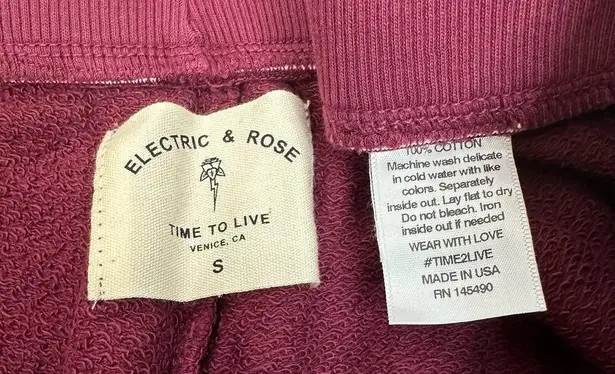 ELECTRIC & ROSE
TIME TO LIVE
VENICE, CA
S
100% COTTON
Machine wash delicate
in cold water with like
colors. Separately
inside out. Lay flat to dry
Do not bleach. Iron
inside out if needed
WEAR WITH LOVE
#TIME2LIVE
MADE IN USA
RN 145490